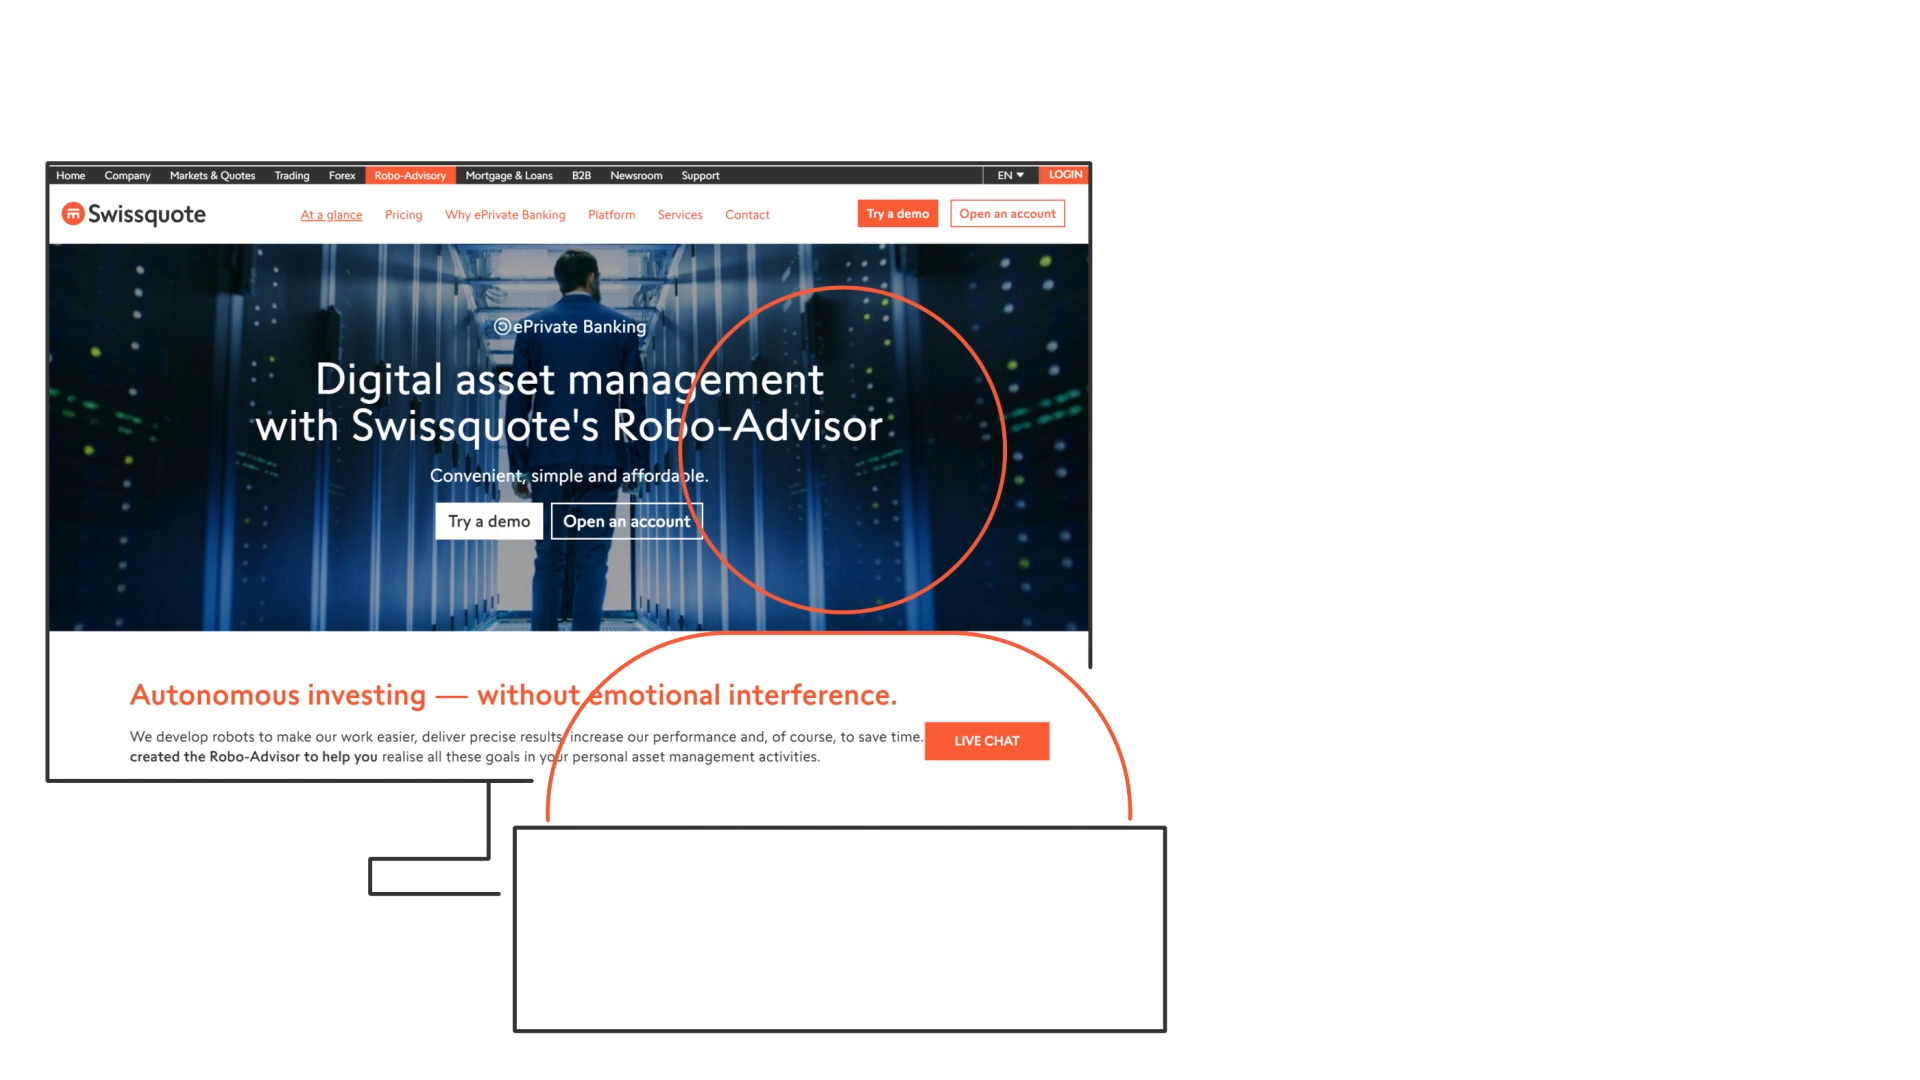 Home Company Markets & Quotes Trading Forex Robo-Advisory Mortgage & Loans B2B Newsroom Support EN LOGIN
Swissquote At a glance Pricing Why ePrivate Banking Platform Services Contact Try a demo Open an account
ePrivate Banking
Digital asset management
with Swissquote's Robo-Advisor
Convenient, simple and affordable.
Try a demo Open an account
Autonomous investing — without emotional interference.
We develop robots to make our work easier, deliver precise results, increase our performance and, of course, to save time.
created the Robo-Advisor to help you realise all these goals in your personal asset management activities.
LIVE CHAT